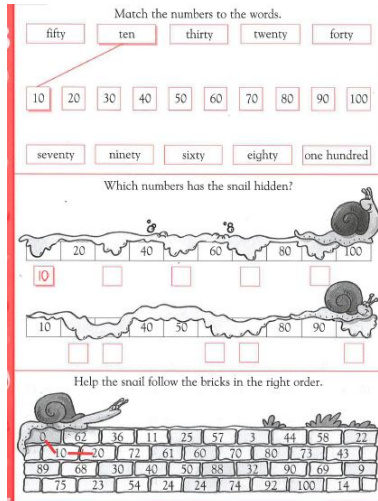 Match the numbers to the words.
fifty ten thirty twenty forty
10 20 30 40 50 60 70 80 90 100
seventy ninety sixty eighty one hundred
Which numbers has the snail hidden?
20 40 60 80 100
10
10 40 50 80 90
Help the snail follow the bricks in the right order.
0 62 36 11 25 57 3 44 58 22
10 20 72 61 60 70 80 73 43
89 68 30 40 50 88 32 90 69 9
75 23 54 24 24 74 92 100 14